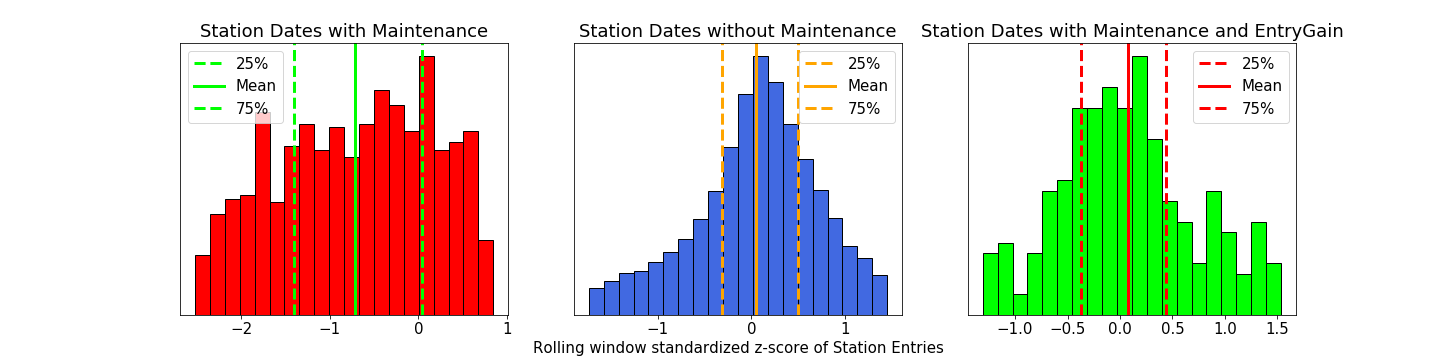 Station Dates with Maintenance
25%
Mean
75%
−2
−1
0
1
Station Dates without Maintenance
25%
Mean
75%
−1
0
1
Station Dates with Maintenance and EntryGain
25%
Mean
75%
−1.0
−0.5
0.0
0.5
1.0
1.5
Rolling window standardized z-score of Station Entries